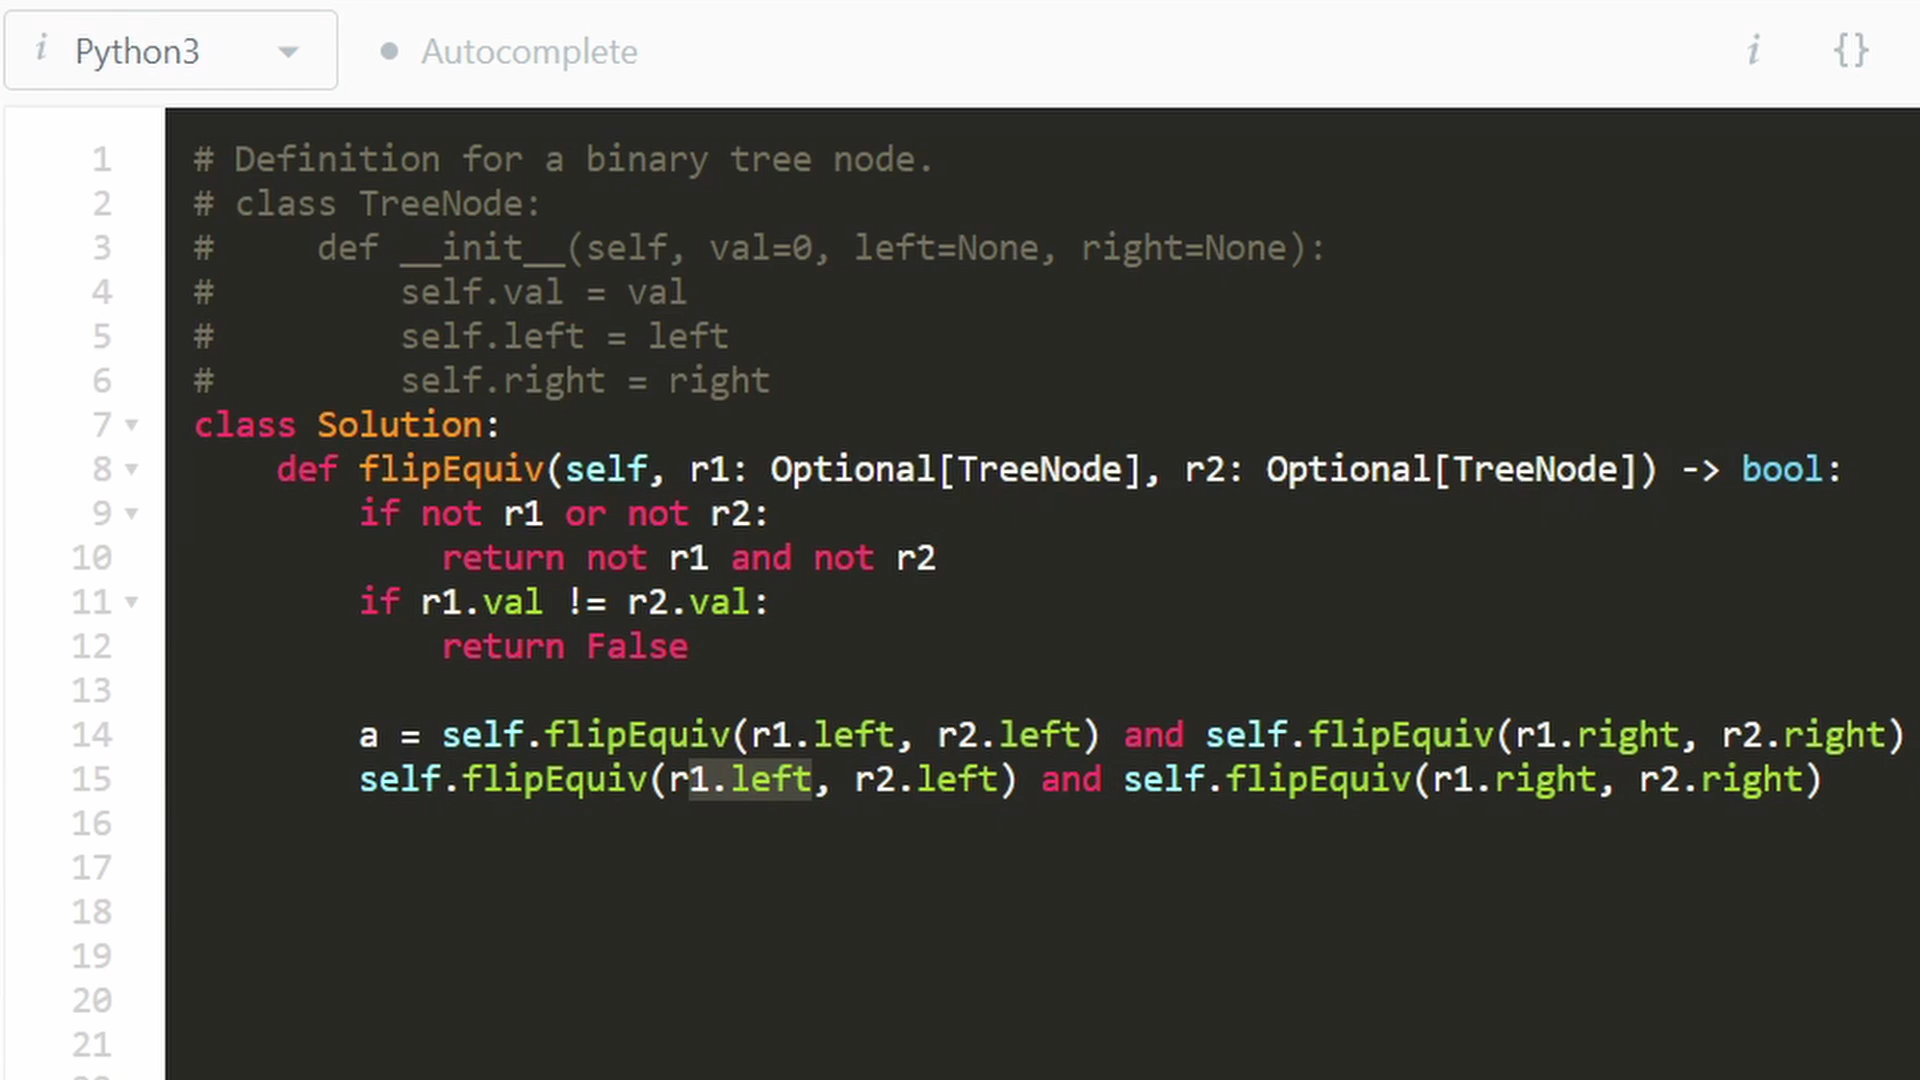 i Python3 Autocomplete i {}
1 # Definition for a binary tree node.
2 # class TreeNode:
3 #     def __init__(self, val=0, left=None, right=None):
4 #         self.val = val
5 #         self.left = left
6 #         self.right = right
7 class Solution:
8     def flipEquiv(self, r1: Optional[TreeNode], r2: Optional[TreeNode]) -> bool:
9         if not r1 or not r2:
10             return not r1 and not r2
11         if r1.val != r2.val:
12             return False
13
14         a = self.flipEquiv(r1.left, r2.left) and self.flipEquiv(r1.right, r2.right)
15         self.flipEquiv(r1.left, r2.left) and self.flipEquiv(r1.right, r2.right)
16
17
18
19
20
21